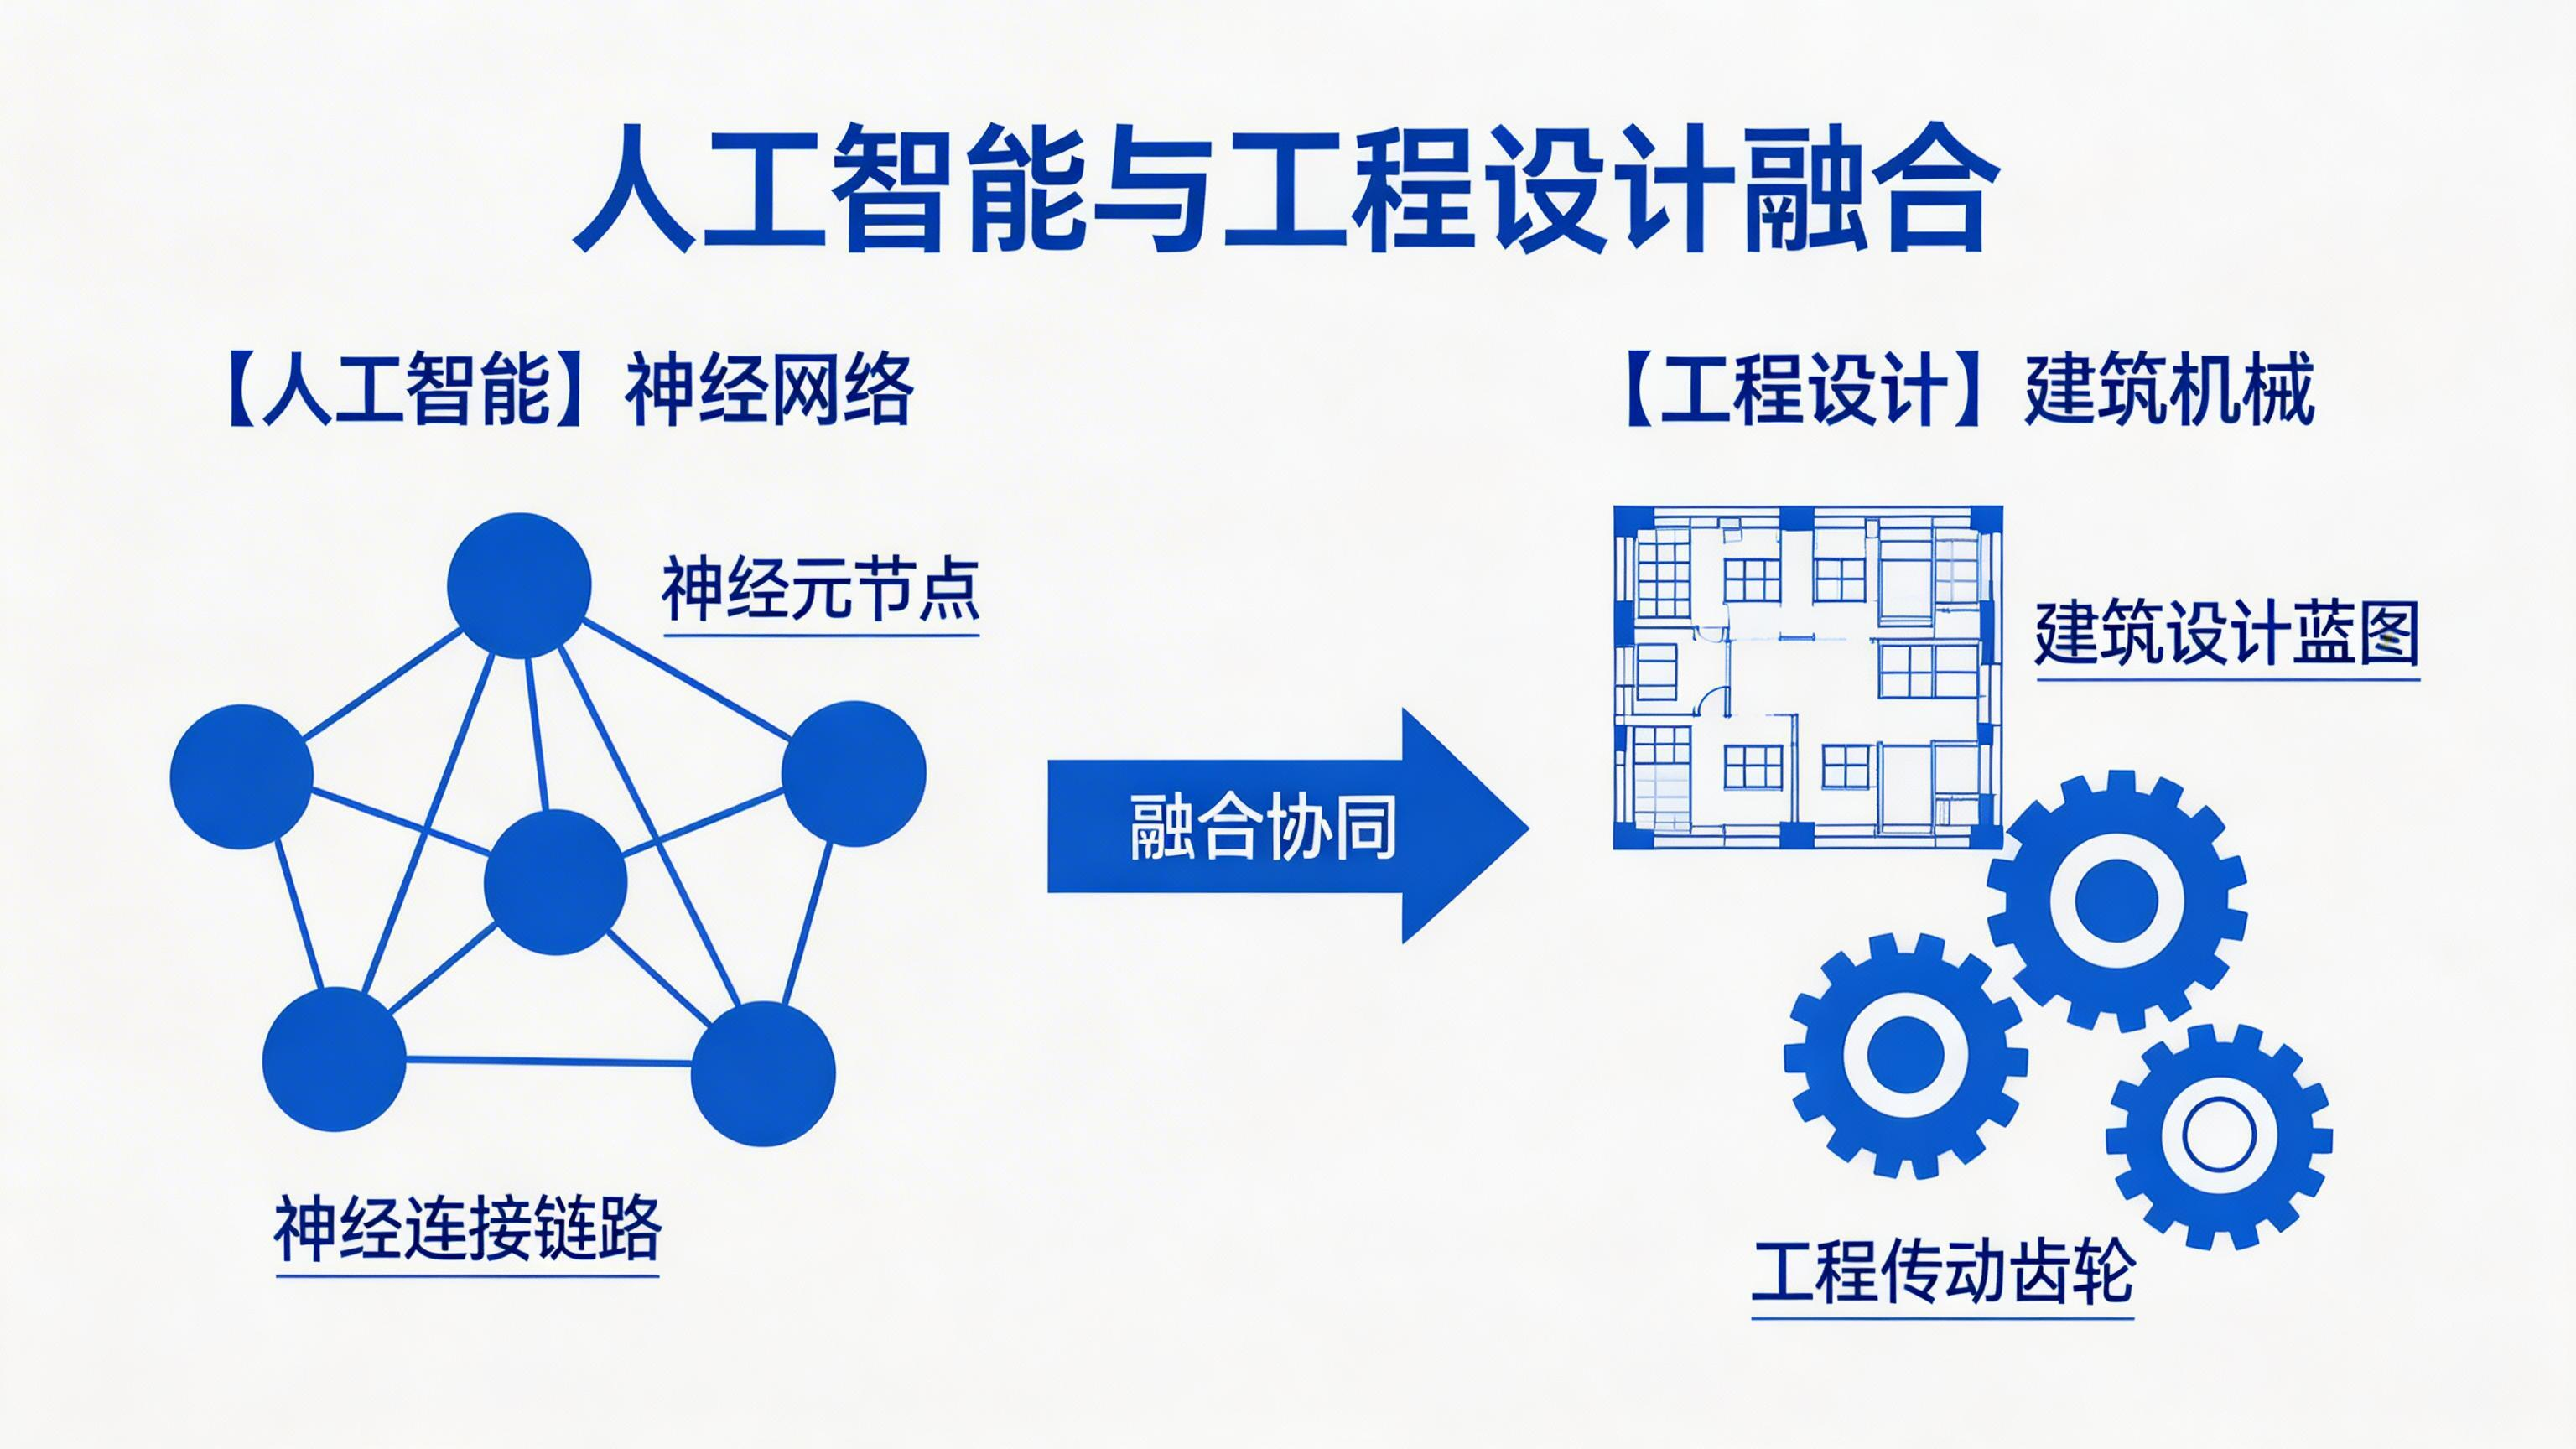 人工智能与工程设计融合
【人工智能】神经网络
【工程设计】建筑机械
神经元节点
建筑设计蓝图
融合协同
神经连接链路
工程传动齿轮